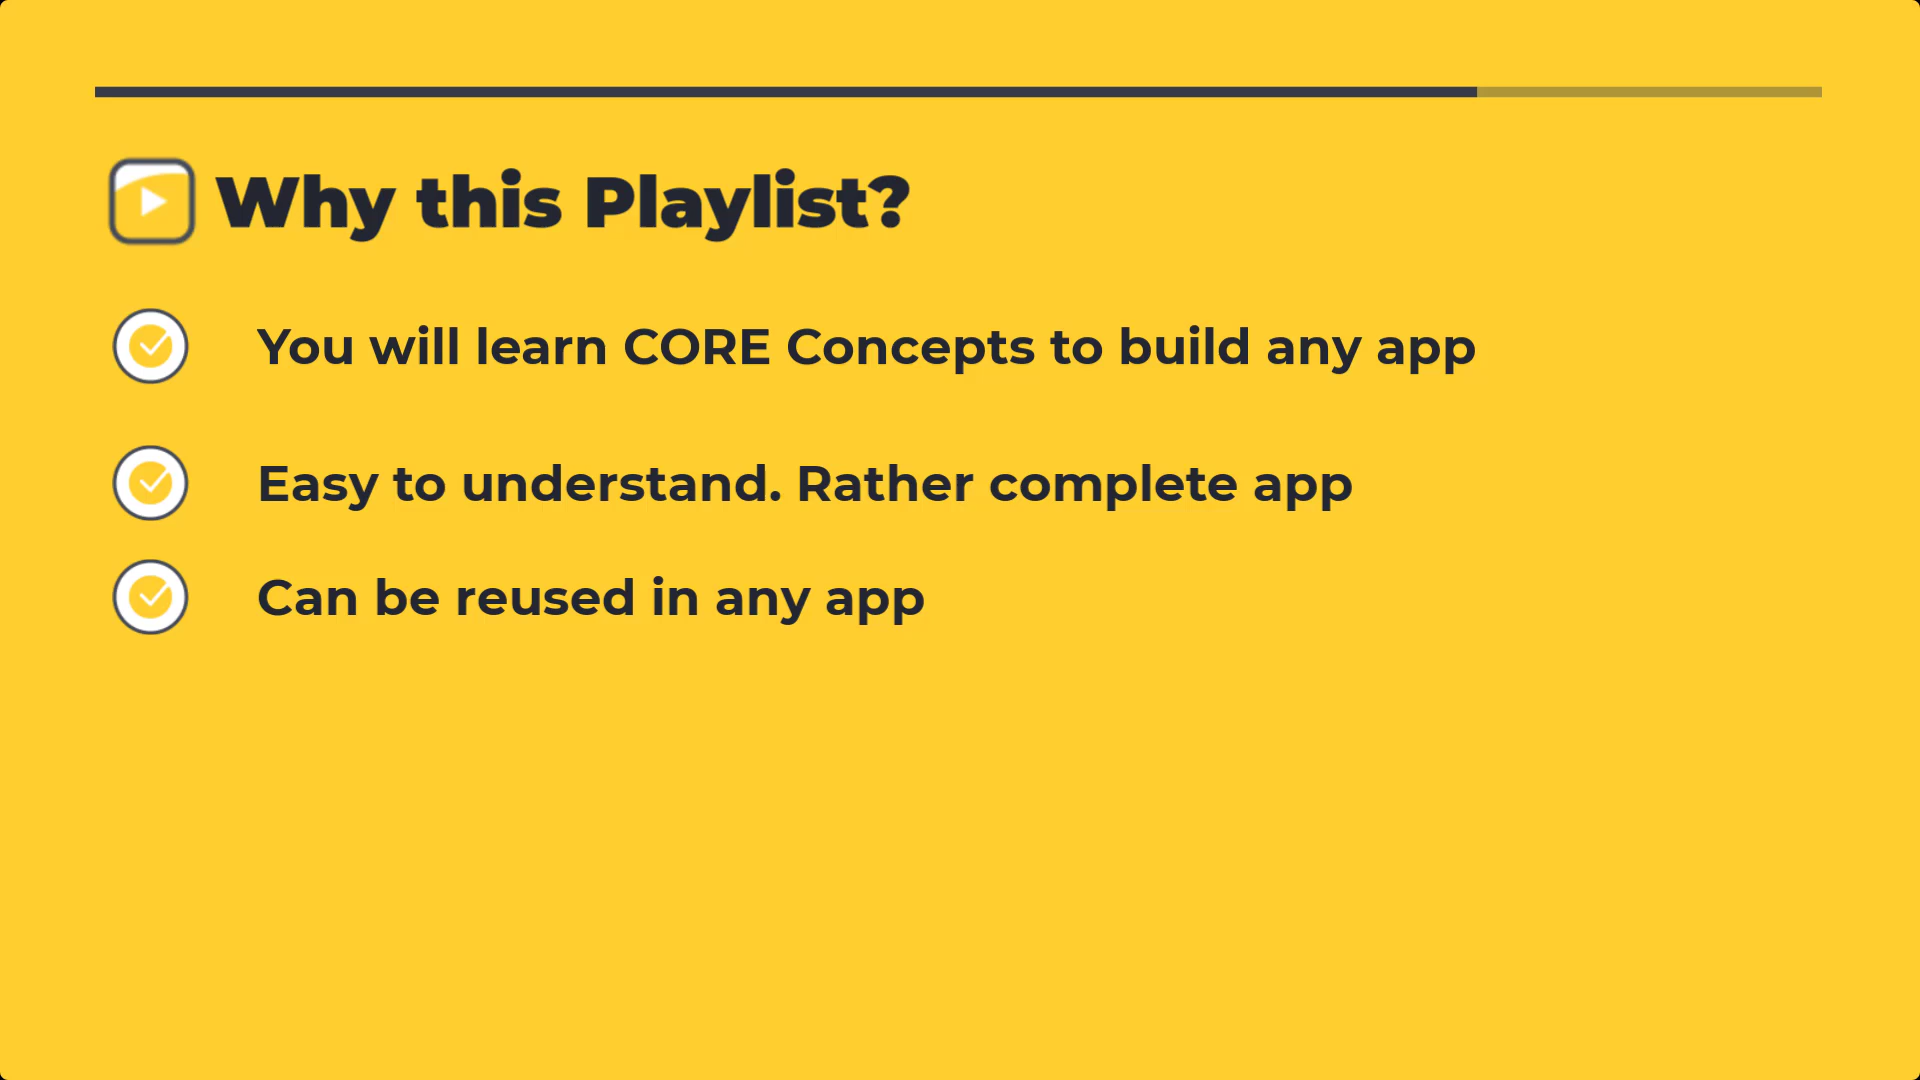 Why this Playlist?
You will learn CORE Concepts to build any app
Easy to understand. Rather complete app
Can be reused in any app